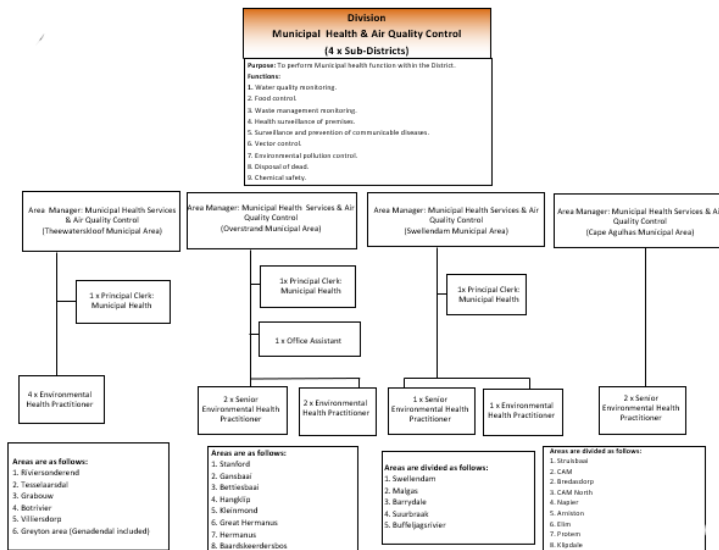 Division
Municipal Health & Air Quality Control
(4 x Sub-Districts)
Purpose: To perform Municipal health function within the District.
Functions:
1. Water quality monitoring.
2. Food control.
3. Waste management monitoring.
4. Health surveillance of premises.
5. Surveillance and prevention of communicable diseases.
6. Vector control.
7. Environmental pollution control.
8. Disposal of dead.
9. Chemical safety.
Area Manager: Municipal Health Services
& Air Quality Control
(Theewaterskloof Municipal Area)
Area Manager: Municipal Health Services & Air
Quality Control
(Overstrand Municipal Area)
Area Manager: Municipal Health Services & Air
Quality Control
(Swellendam Municipal Area)
Area Manager: Municipal Health Services & Air
Quality Control
(Cape Agulhas Municipal Area)
1 x Principal Clerk:
Municipal Health
1x Principal Clerk:
Municipal Health
1x Principal Clerk:
Municipal Health
1 x Office Assistant
4 x Environmental
Health Practitioner
2 x Senior
Environmental Health
Practitioner
2 x Environmental
Health Practitioner
1 x Senior
Environmental Health
Practitioner
1 x Environmental
Health Practitioner
2 x Senior
Environmental Health
Practitioner
Areas are as follows:
1. Riviersonderend
2. Tesselaarsdal
3. Grabouw
4. Botrivier
5. Villiersdorp
6. Greyton area (Genadendal included)
Areas are as follows:
1. Stanford
2. Gansbaai
3. Bettiesbaai
4. Hangklip
5. Kleinmond
6. Great Hermanus
7. Hermanus
8. Baardskeerdersbos
Areas are divided as follows:
1. Swellendam
2. Malgas
3. Barrydale
4. Suurbraak
5. Buffeljagsrivier
Areas are divided as follows:
1. Struisbaai
2. CAM
2. Bredasdorp
3. CAM North
4. Napier
5. Arniston
6. Elim
7. Protem
8. Klipdale